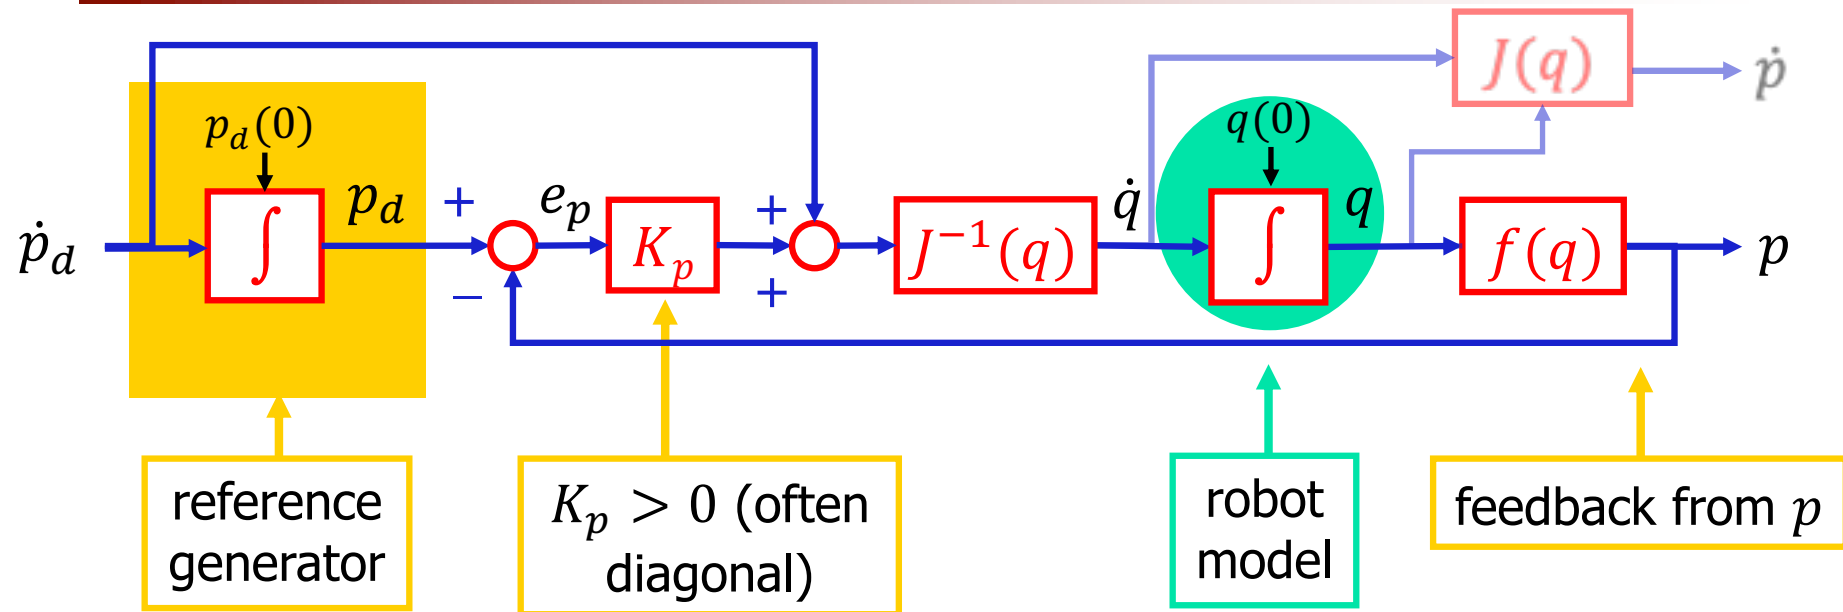 J(q)
ṗ
p_d(0)
q(0)
ṗ_d
∫
p_d
+
−
e_p
K_p
+
+
J⁻¹(q)
q̇
∫
q
f(q)
p
reference
generator
K_p > 0 (often
diagonal)
robot
model
feedback from p